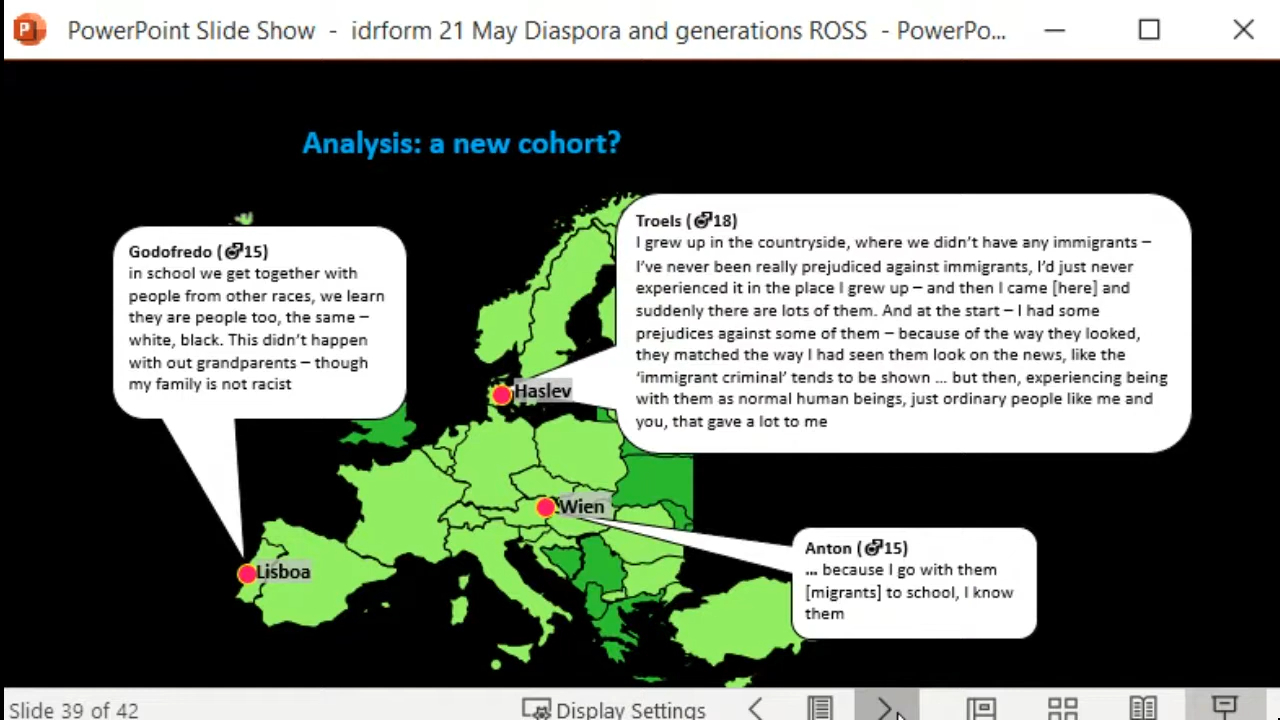 PowerPoint Slide Show - idrform 21 May Diaspora and generations ROSS - PowerPo...
Analysis: a new cohort?
Godofredo (⚣15)
in school we get together with
people from other races, we learn
they are people too, the same –
white, black. This didn't happen
with out grandparents – though
my family is not racist
Troels (⚣18)
I grew up in the countryside, where we didn't have any immigrants –
I've never been really prejudiced against immigrants, I'd just never
experienced it in the place I grew up – and then I came [here] and
suddenly there are lots of them. And at the start – I had some
prejudices against some of them – because of the way they looked,
they matched the way I had seen them look on the news, like the
'immigrant criminal' tends to be shown ... but then, experiencing being
with them as normal human beings, just ordinary people like me and
you, that gave a lot to me
Haslev
Wien
Lisboa
Anton (⚣15)
... because I go with them
[migrants] to school, I know
them
Slide 39 of 42
Display Settings